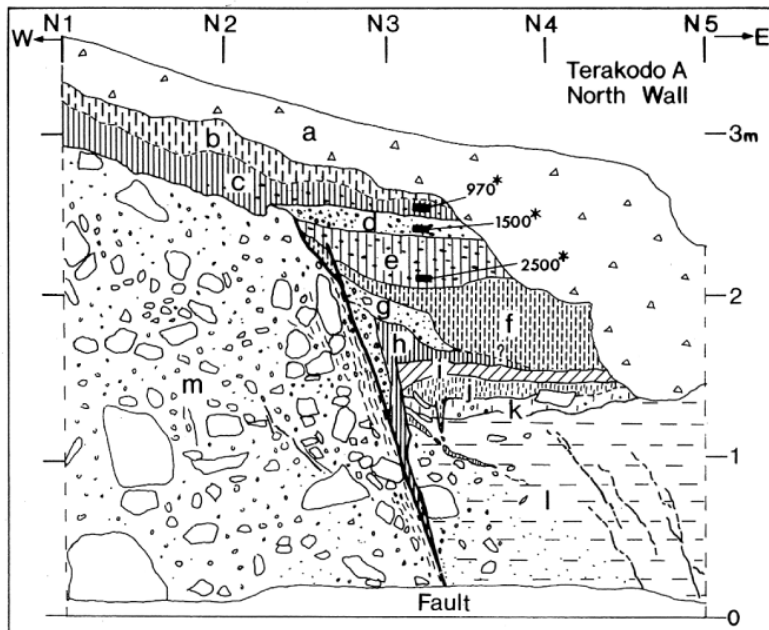 N1 N2 N3 N4 N5
W E
Terakodo A
North Wall
a
3m
b
c
970*
d
1500*
e
2500*
2
g
f
h
?
i
j
m
k
1
l
Fault
0